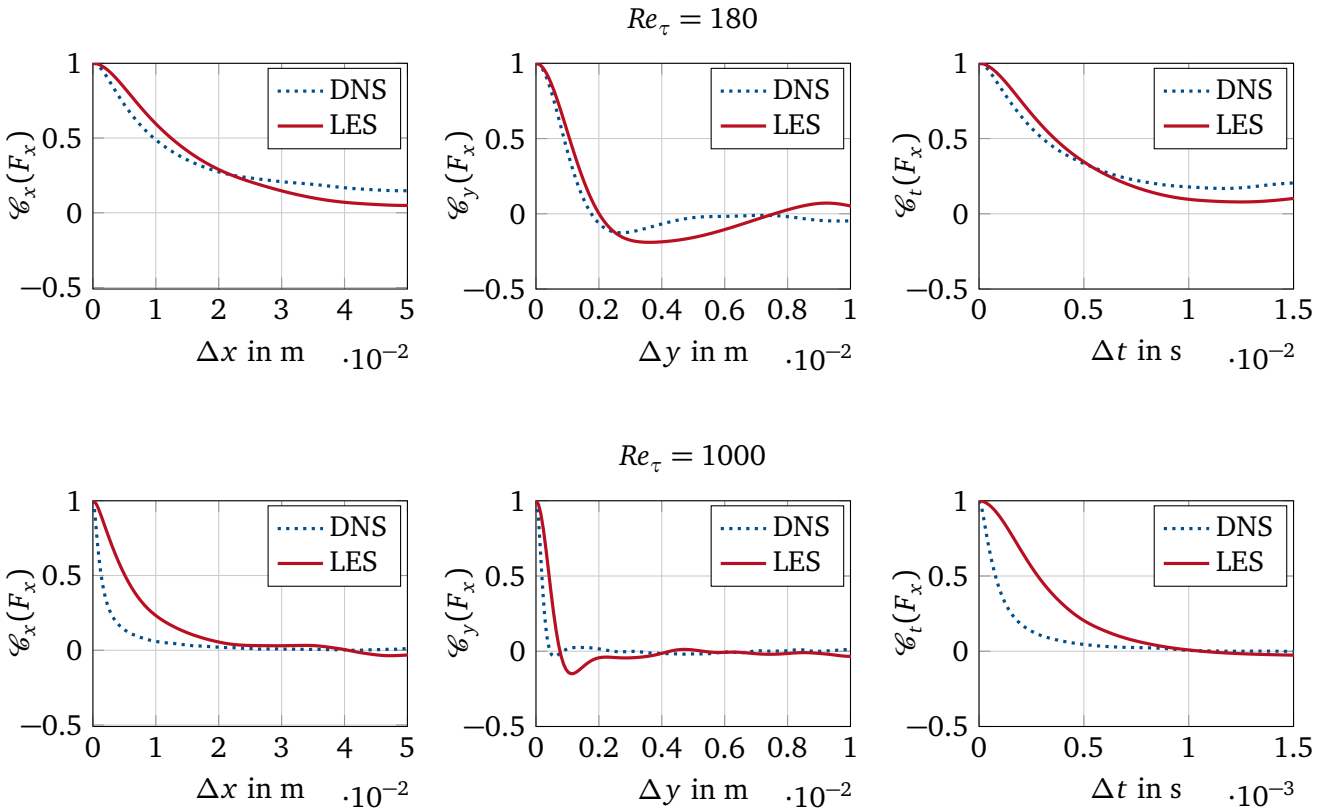 Re_τ = 180
1
0.5
0
−0.5
𝒞_x(F_x)
DNS
LES
0 1 2 3 4 5
Δx in m ·10⁻²
1
0.5
0
−0.5
𝒞_y(F_x)
DNS
LES
0 0.2 0.4 0.6 0.8 1
Δy in m ·10⁻²
1
0.5
0
−0.5
𝒞_t(F_x)
DNS
LES
0 0.5 1 1.5
Δt in s ·10⁻²
Re_τ = 1000
1
0.5
0
−0.5
𝒞_x(F_x)
DNS
LES
0 1 2 3 4 5
Δx in m ·10⁻²
1
0.5
0
−0.5
𝒞_y(F_x)
DNS
LES
0 0.2 0.4 0.6 0.8 1
Δy in m ·10⁻²
1
0.5
0
−0.5
𝒞_t(F_x)
DNS
LES
0 0.5 1 1.5
Δt in s ·10⁻³